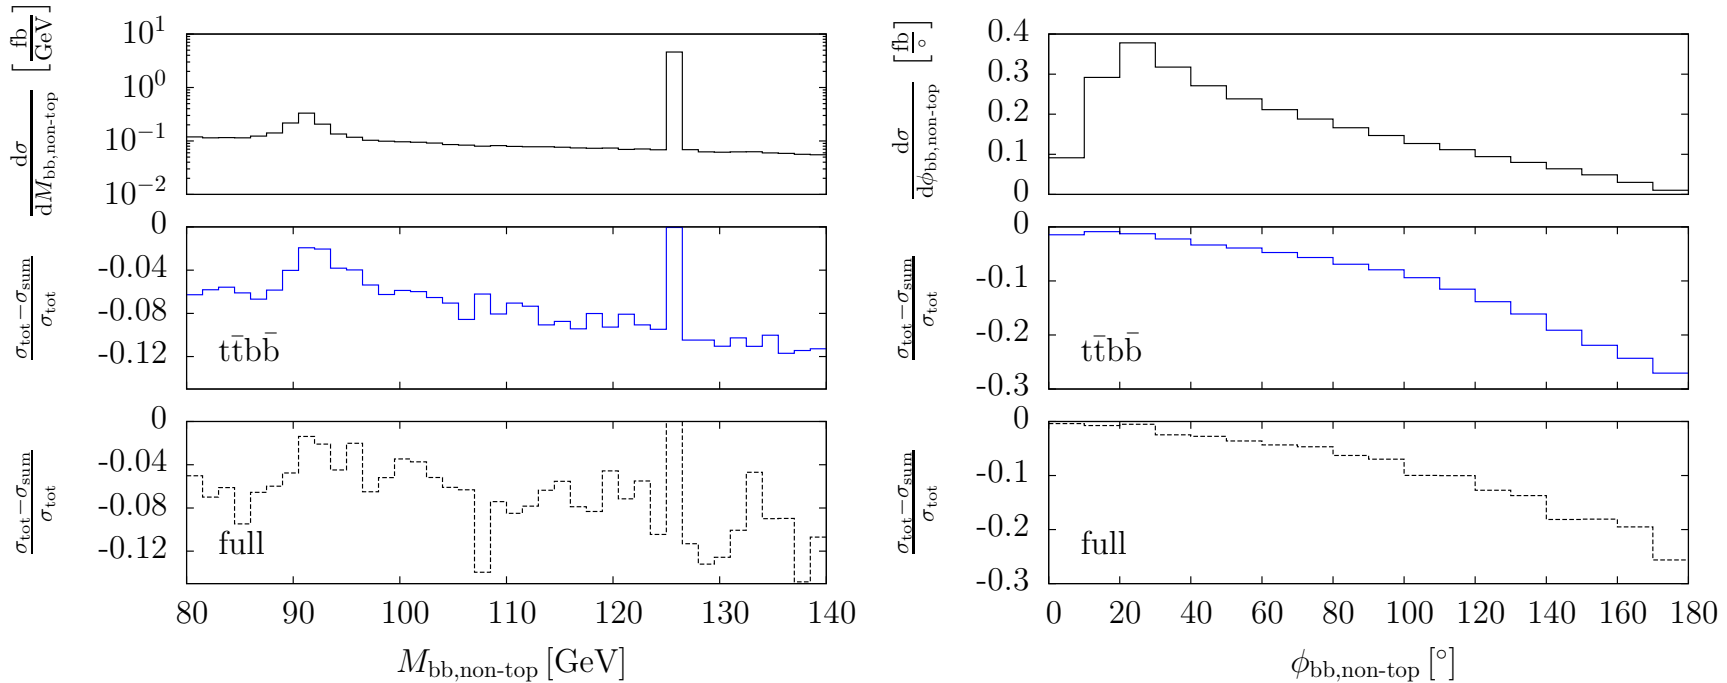 dσ/dM_bb,non-top [fb/GeV]
10^1
10^0
10^-1
10^-2
σ_tot−σ_sum/σ_tot
0
-0.04
-0.08
-0.12
tt̄bb̄
σ_tot−σ_sum/σ_tot
0
-0.04
-0.08
-0.12
full
80 90 100 110 120 130 140
M_bb,non-top [GeV]
dσ/dϕ_bb,non-top [fb/°]
0.4
0.3
0.2
0.1
0
σ_tot−σ_sum/σ_tot
0
-0.1
-0.2
-0.3
tt̄bb̄
σ_tot−σ_sum/σ_tot
0
-0.1
-0.2
-0.3
full
0 20 40 60 80 100 120 140 160 180
ϕ_bb,non-top [°]